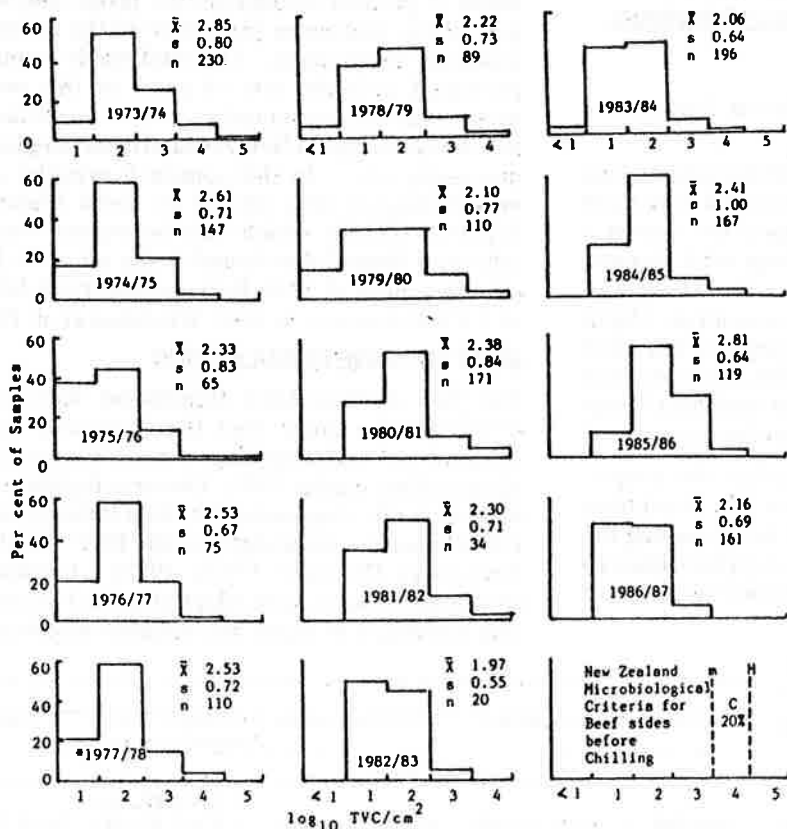 Per cent of Samples
60
40
20
0
X̄ 2.85
s 0.80
n 230
1973/74
1 2 3 4 5
60
40
20
0
X̄ 2.61
s 0.71
n 147
1974/75
40
20
0
X̄ 2.33
s 0.83
n 65
1975/76
60
40
20
0
X̄ 2.53
s 0.67
n 75
1976/77
60
40
20
0
X̄ 2.53
s 0.72
n 110
*1977/78
1 2 3 4 5
X̄ 2.22
s 0.73
n 89
1978/79
<1 1 2 3 4
X̄ 2.10
s 0.77
n 110
1979/80
X̄ 2.38
s 0.84
n 171
1980/81
X̄ 2.30
s 0.71
n 34
1981/82
X̄ 1.97
s 0.55
n 20
1982/83
<1 1 2 3 4
log10 TVC/cm2
X̄ 2.06
s 0.64
n 196
1983/84
<1 1 2 3 4 5
X̄ 2.41
s 1.00
n 167
1984/85
X̄ 2.81
s 0.64
n 119
1985/86
X̄ 2.16
s 0.69
n 161
1986/87
New Zealand m M
Microbiological
Criteria for C
Beef sides 20%
before
Chilling
<1 1 2 3 4 5